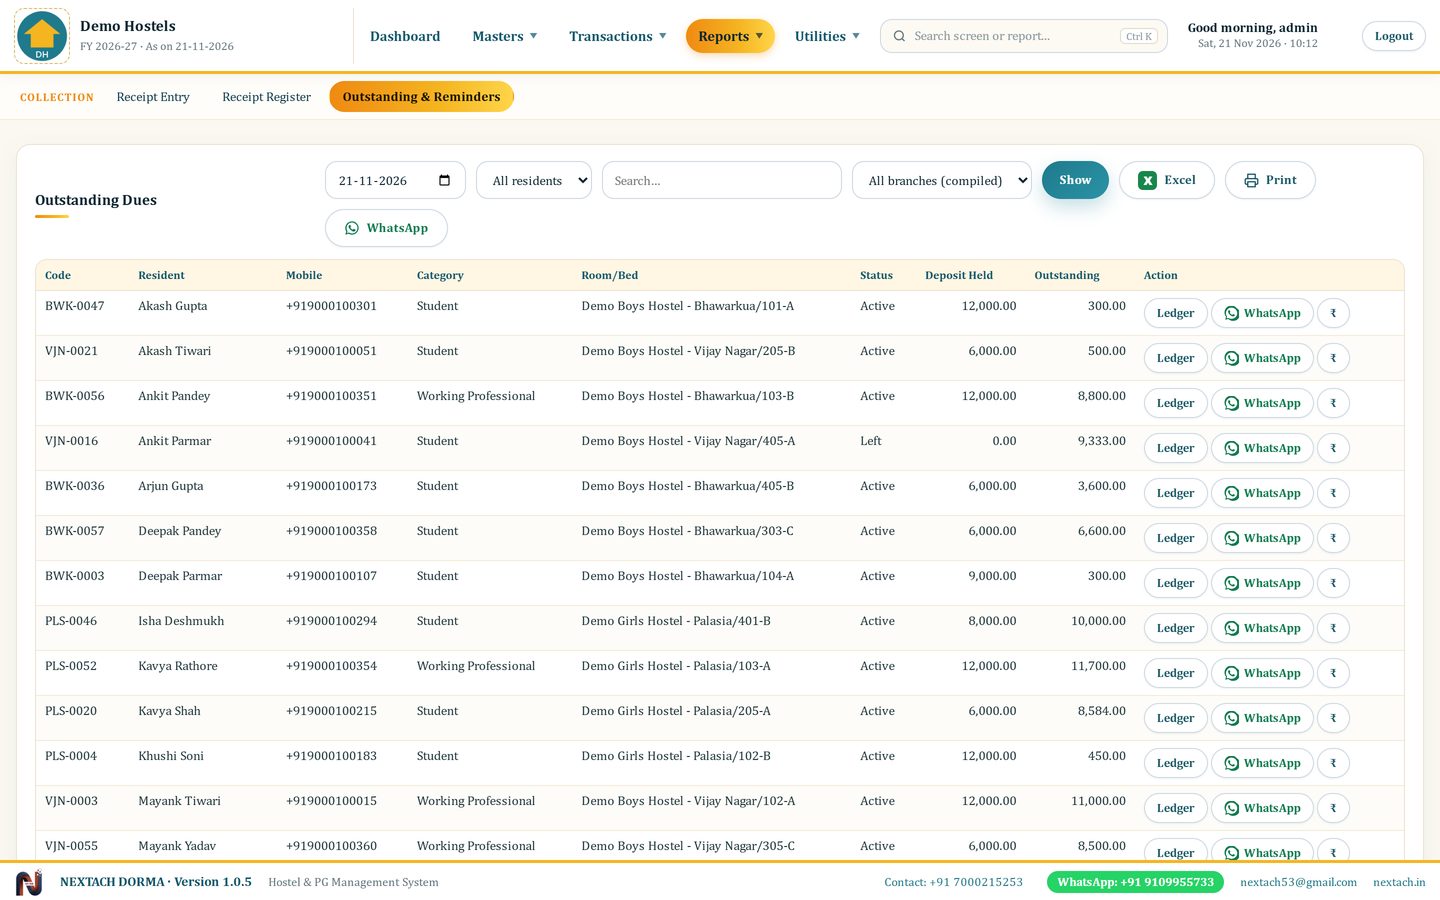 DH
Demo Hostels
FY 2026-27 · As on 21-11-2026
Dashboard Masters Transactions Reports Utilities
Search screen or report... Ctrl K
Good morning, admin
Sat, 21 Nov 2026 · 10:12
Logout
COLLECTION Receipt Entry Receipt Register Outstanding & Reminders
Outstanding Dues
21-11-2026 All residents Search... All branches (compiled) Show X Excel Print
WhatsApp
Code Resident Mobile Category Room/Bed Status Deposit Held Outstanding Action
BWK-0047 Akash Gupta +919000100301 Student Demo Boys Hostel - Bhawarkua/101-A Active 12,000.00 300.00 Ledger WhatsApp ₹
VJN-0021 Akash Tiwari +919000100051 Student Demo Boys Hostel - Vijay Nagar/205-B Active 6,000.00 500.00 Ledger WhatsApp ₹
BWK-0056 Ankit Pandey +919000100351 Working Professional Demo Boys Hostel - Bhawarkua/103-B Active 12,000.00 8,800.00 Ledger WhatsApp ₹
VJN-0016 Ankit Parmar +919000100041 Student Demo Boys Hostel - Vijay Nagar/405-A Left 0.00 9,333.00 Ledger WhatsApp ₹
BWK-0036 Arjun Gupta +919000100173 Student Demo Boys Hostel - Bhawarkua/405-B Active 6,000.00 3,600.00 Ledger WhatsApp ₹
BWK-0057 Deepak Pandey +919000100358 Student Demo Boys Hostel - Bhawarkua/303-C Active 6,000.00 6,600.00 Ledger WhatsApp ₹
BWK-0003 Deepak Parmar +919000100107 Student Demo Boys Hostel - Bhawarkua/104-A Active 9,000.00 300.00 Ledger WhatsApp ₹
PLS-0046 Isha Deshmukh +919000100294 Student Demo Girls Hostel - Palasia/401-B Active 8,000.00 10,000.00 Ledger WhatsApp ₹
PLS-0052 Kavya Rathore +919000100354 Working Professional Demo Girls Hostel - Palasia/103-A Active 12,000.00 11,700.00 Ledger WhatsApp ₹
PLS-0020 Kavya Shah +919000100215 Student Demo Girls Hostel - Palasia/205-A Active 6,000.00 8,584.00 Ledger WhatsApp ₹
PLS-0004 Khushi Soni +919000100183 Student Demo Girls Hostel - Palasia/102-B Active 12,000.00 450.00 Ledger WhatsApp ₹
VJN-0003 Mayank Tiwari +919000100015 Working Professional Demo Boys Hostel - Vijay Nagar/102-A Active 12,000.00 11,000.00 Ledger WhatsApp ₹
VJN-0055 Mayank Yadav +919000100360 Working Professional Demo Boys Hostel - Vijay Nagar/305-C Active 6,000.00 8,500.00 Ledger WhatsApp ₹
N NEXTACH DORMA · Version 1.0.5 Hostel & PG Management System Contact: +91 7000215253 WhatsApp: +91 9109955733 nextach53@gmail.com nextach.in